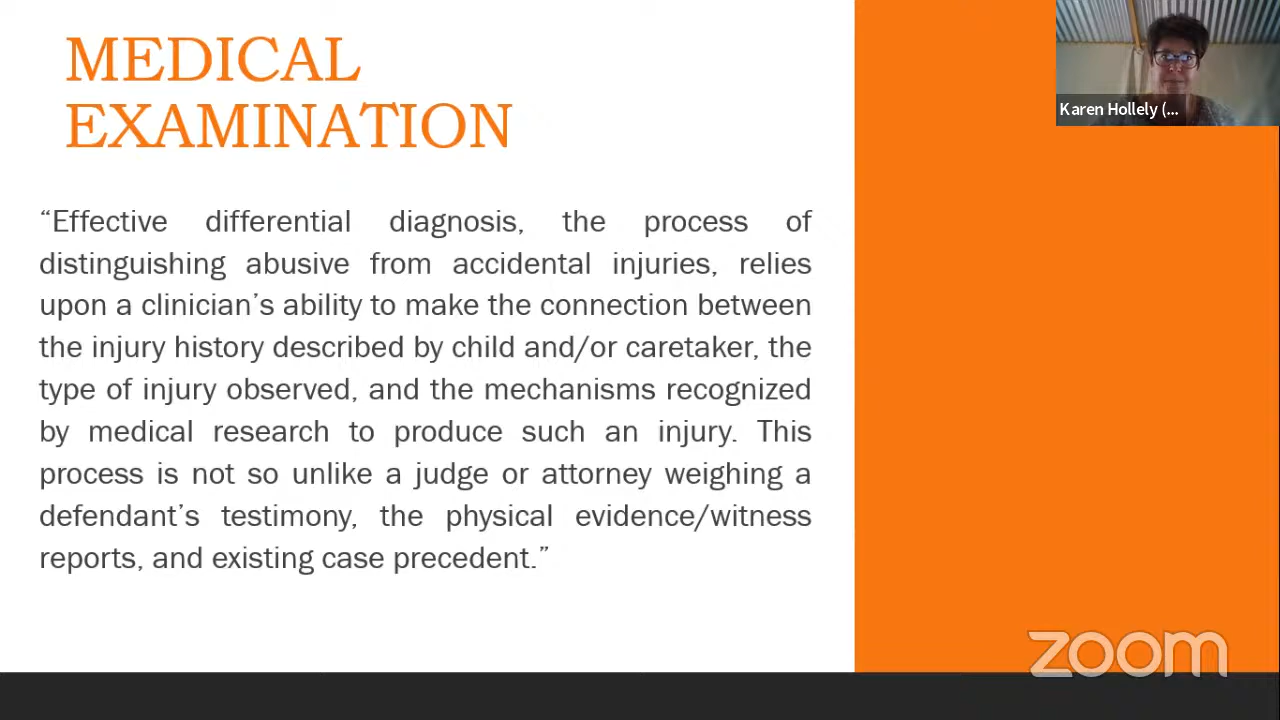 MEDICAL
EXAMINATION
Karen Hollely (...
“Effective differential diagnosis, the process of
distinguishing abusive from accidental injuries, relies
upon a clinician’s ability to make the connection between
the injury history described by child and/or caretaker, the
type of injury observed, and the mechanisms recognized
by medical research to produce such an injury. This
process is not so unlike a judge or attorney weighing a
defendant’s testimony, the physical evidence/witness
reports, and existing case precedent.”
zoom